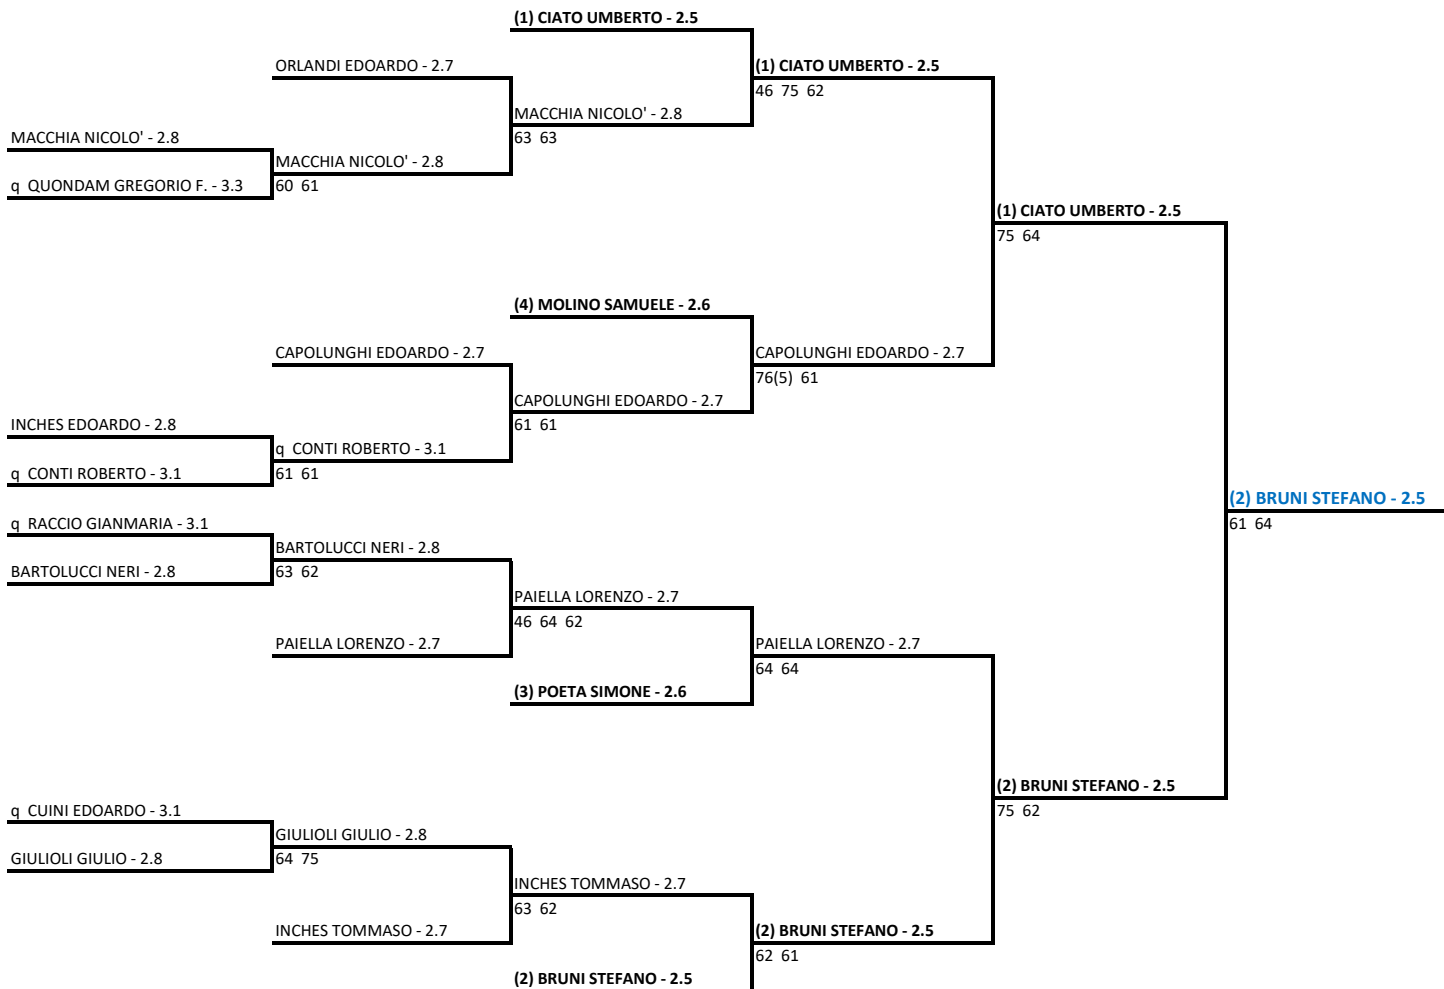 (1) CIATO UMBERTO - 2.5
ORLANDI EDOARDO - 2.7
(1) CIATO UMBERTO - 2.5
46 75 62
MACCHIA NICOLO' - 2.8
63 63
MACCHIA NICOLO' - 2.8
MACCHIA NICOLO' - 2.8
60 61
q QUONDAM GREGORIO F. - 3.3
(1) CIATO UMBERTO - 2.5
75 64
(4) MOLINO SAMUELE - 2.6
CAPOLUNGHI EDOARDO - 2.7
CAPOLUNGHI EDOARDO - 2.7
76(5) 61
CAPOLUNGHI EDOARDO - 2.7
61 61
INCHES EDOARDO - 2.8
q CONTI ROBERTO - 3.1
61 61
q CONTI ROBERTO - 3.1
(2) BRUNI STEFANO - 2.5
61 64
q RACCIO GIANMARIA - 3.1
BARTOLUCCI NERI - 2.8
63 62
BARTOLUCCI NERI - 2.8
PAIELLA LORENZO - 2.7
46 64 62
PAIELLA LORENZO - 2.7
PAIELLA LORENZO - 2.7
64 64
(3) POETA SIMONE - 2.6
(2) BRUNI STEFANO - 2.5
75 62
q CUINI EDOARDO - 3.1
GIULIOLI GIULIO - 2.8
64 75
GIULIOLI GIULIO - 2.8
INCHES TOMMASO - 2.7
63 62
INCHES TOMMASO - 2.7
(2) BRUNI STEFANO - 2.5
62 61
(2) BRUNI STEFANO - 2.5